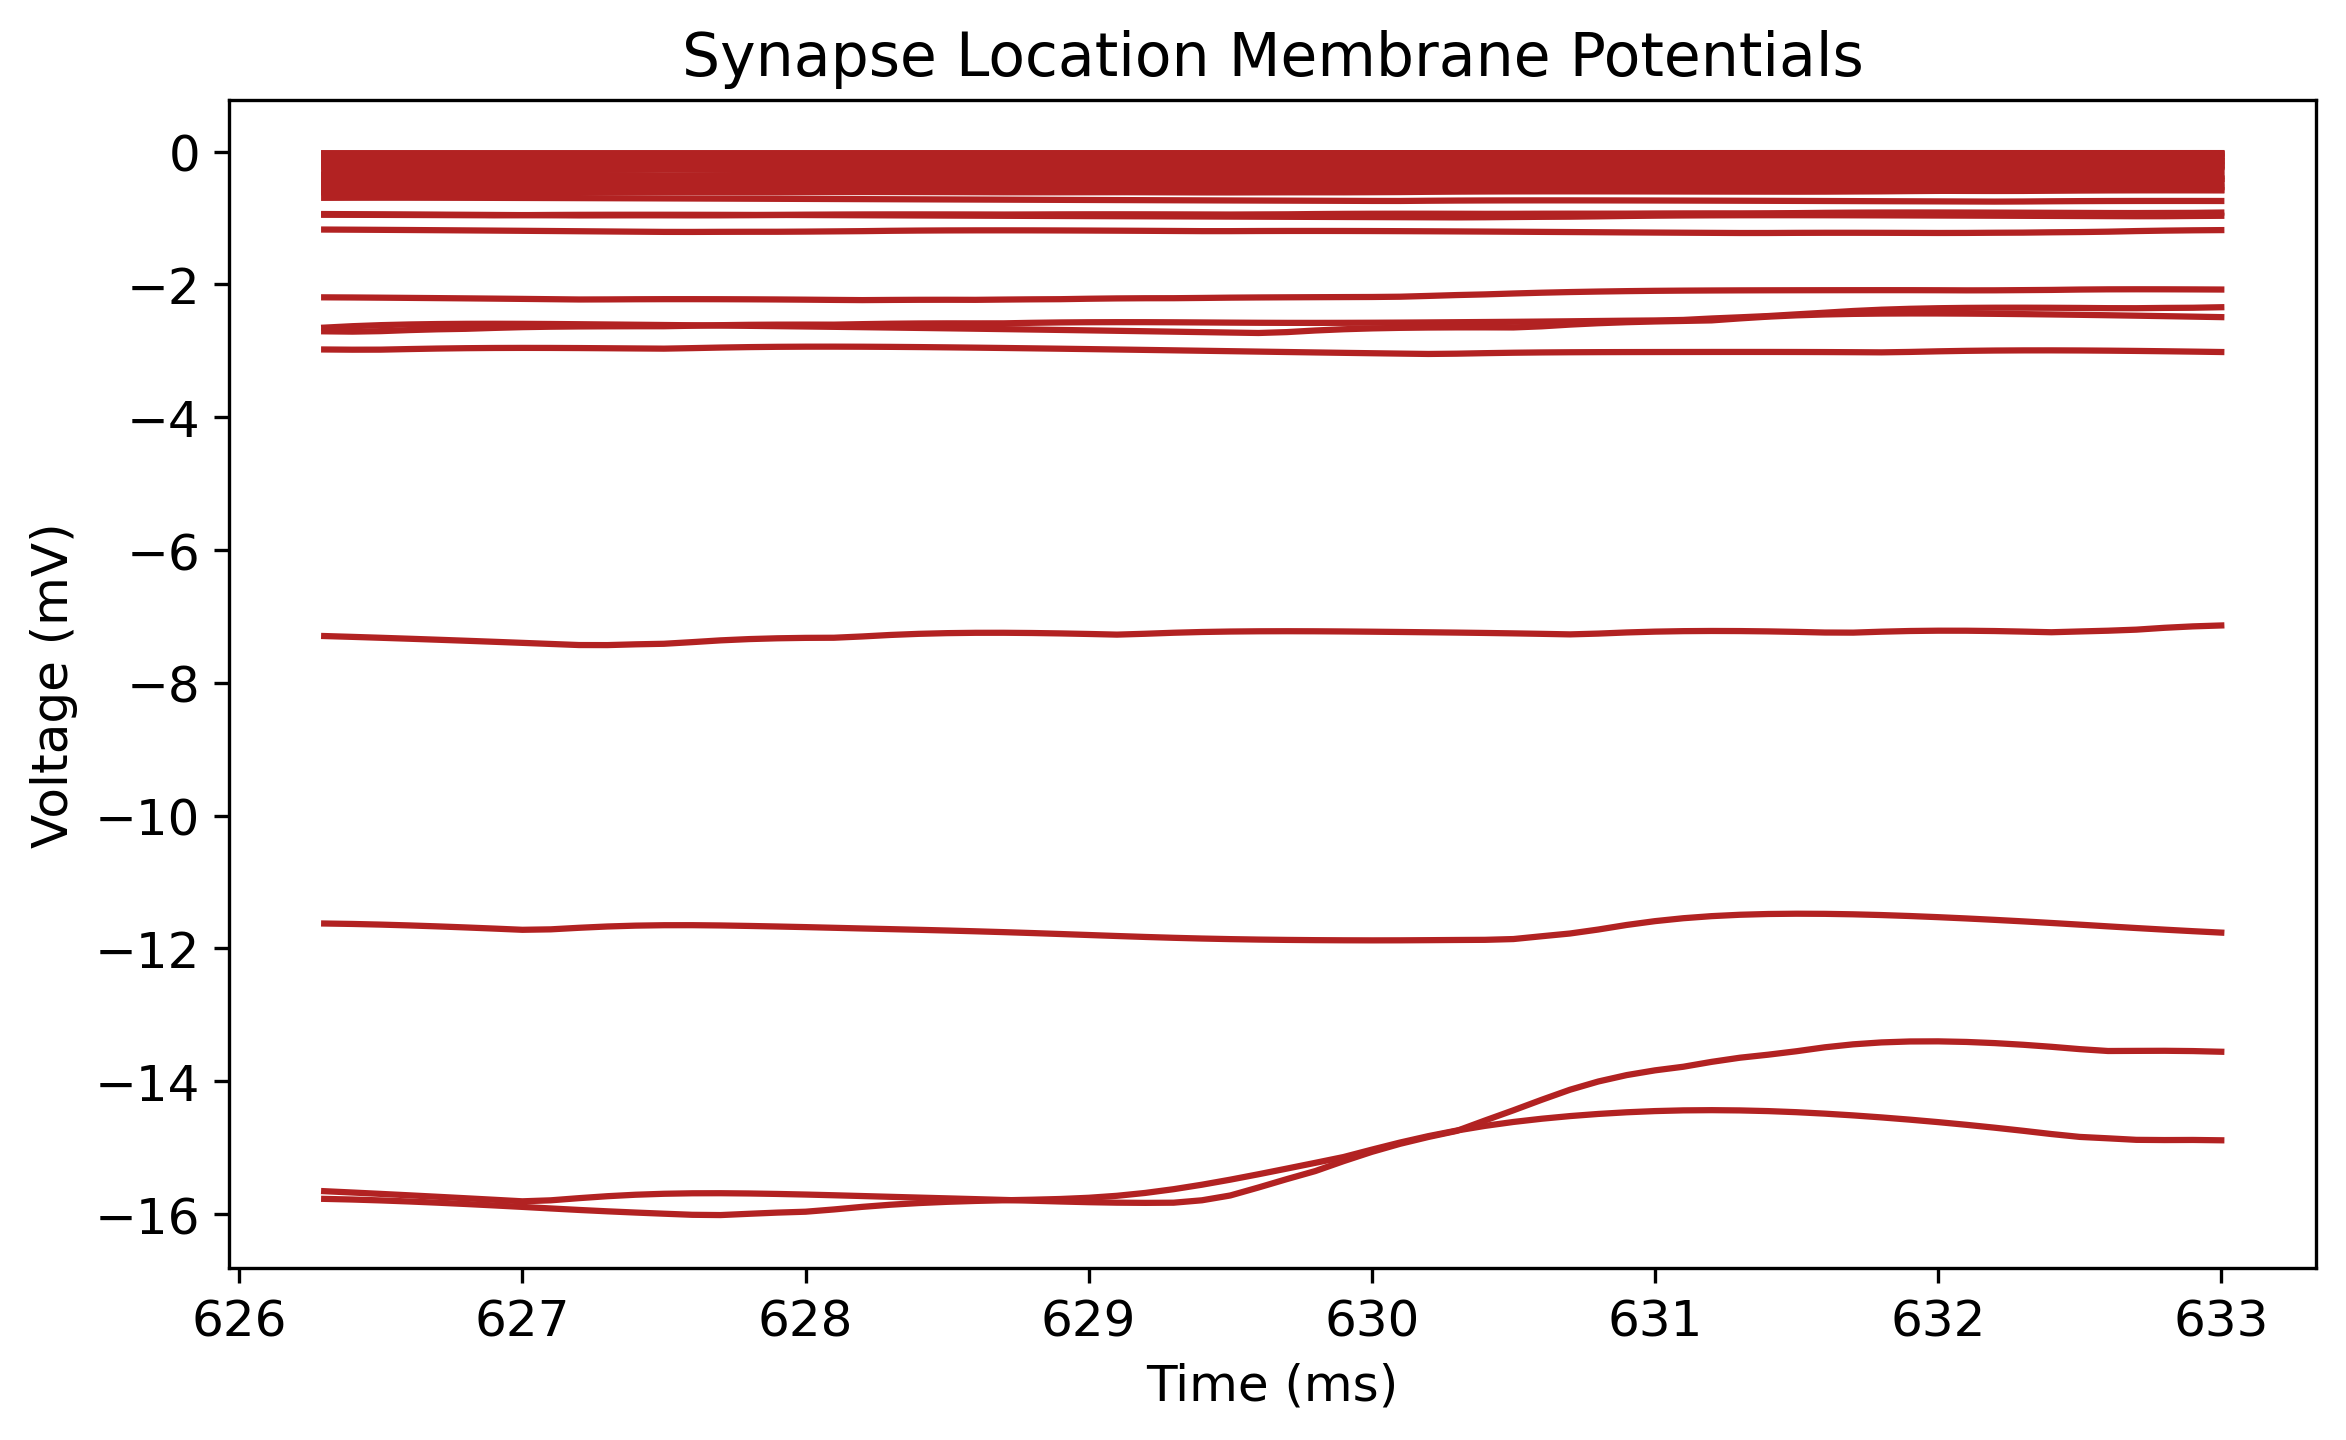 Synapse Location Membrane Potentials
Voltage (mV)
0
−2
−4
−6
−8
−10
−12
−14
−16
626 627 628 629 630 631 632 633
Time (ms)